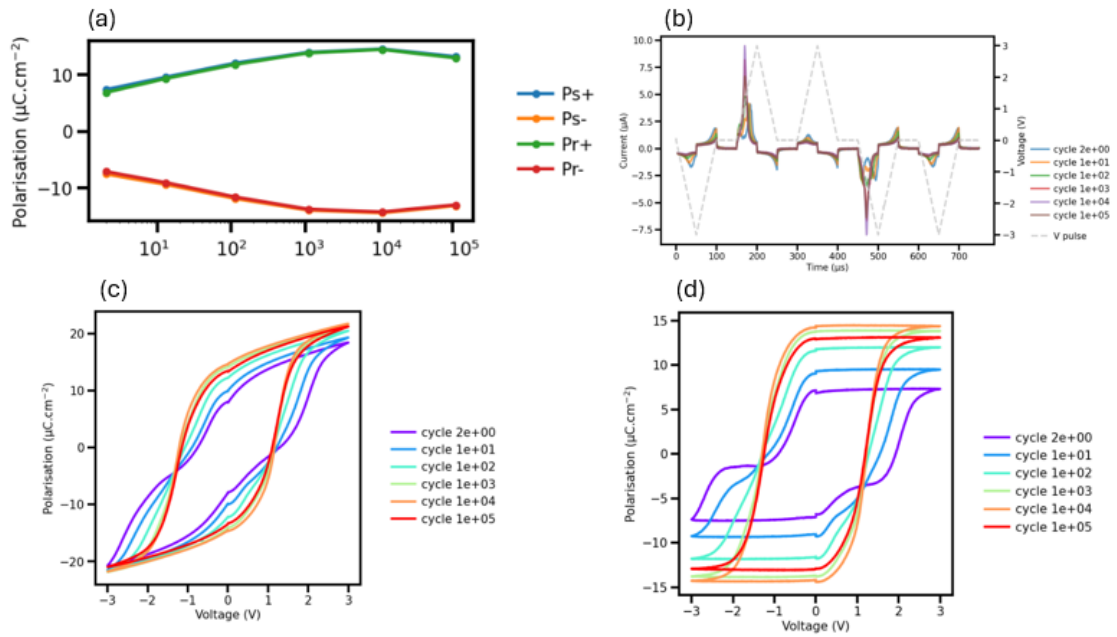 (a)
Polarisation (µC.cm⁻²)
10
0
−10
10¹ 10² 10³ 10⁴ 10⁵
Ps+
Ps-
Pr+
Pr-
(b)
Current (µA)
10.0
7.5
5.0
2.5
0.0
−2.5
−5.0
−7.5
0 100 200 300 400 500 600 700
Time (µs)
Voltage (V)
3
2
1
0
−1
−2
−3
cycle 2e+00
cycle 1e+01
cycle 1e+02
cycle 1e+03
cycle 1e+04
cycle 1e+05
V pulse
(c)
Polarisation (µC.cm⁻²)
20
10
0
−10
−20
−3 −2 −1 0 1 2 3
Voltage (V)
cycle 2e+00
cycle 1e+01
cycle 1e+02
cycle 1e+03
cycle 1e+04
cycle 1e+05
(d)
Polarisation (µC.cm⁻²)
15
10
5
0
−5
−10
−15
−3 −2 −1 0 1 2 3
Voltage (V)
cycle 2e+00
cycle 1e+01
cycle 1e+02
cycle 1e+03
cycle 1e+04
cycle 1e+05